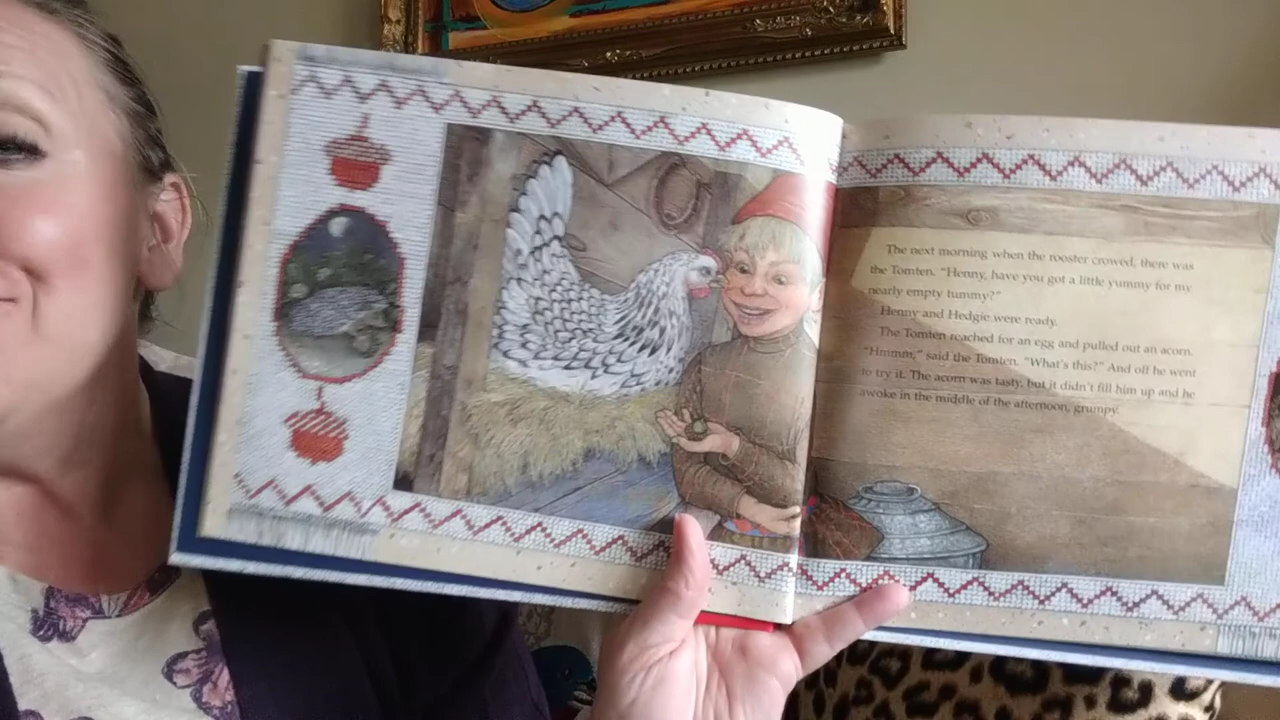 The next morning when the rooster crowed, there was
the Tomten. "Henny, have you got a little yummy for my
nearly empty tummy?"
Henny and Hedgie were ready.
The Tomten reached for an egg and pulled out an acorn.
"Hmmm," said the Tomten. "What's this?" And off he went
to try it. The acorn was tasty, but it didn't fill him up and he
awoke in the middle of the afternoon, grumpy.